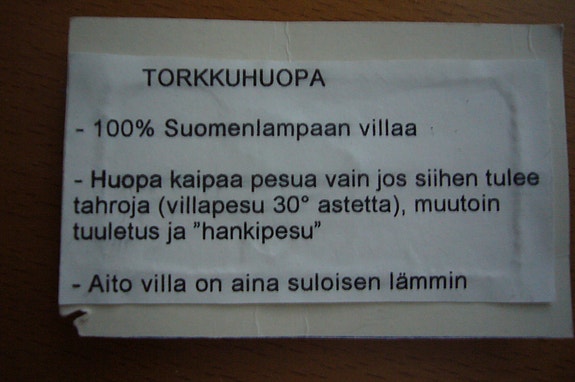 TORKKUHUOPA
- 100% Suomenlampaan villaa
- Huopa kaipaa pesua vain jos siihen tulee
tahroja (villapesu 30° astetta), muutoin
tuuletus ja ”hankipesu”
- Aito villa on aina suloisen lämmin